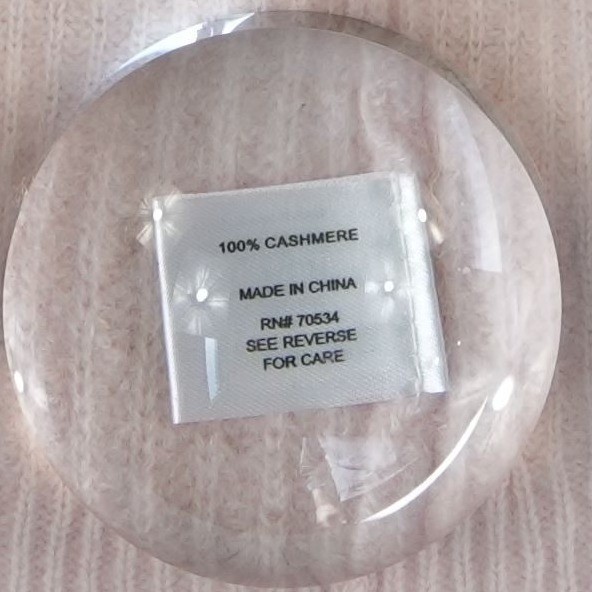 100% CASHMERE
MADE IN CHINA
RN# 70534
SEE REVERSE
FOR CARE